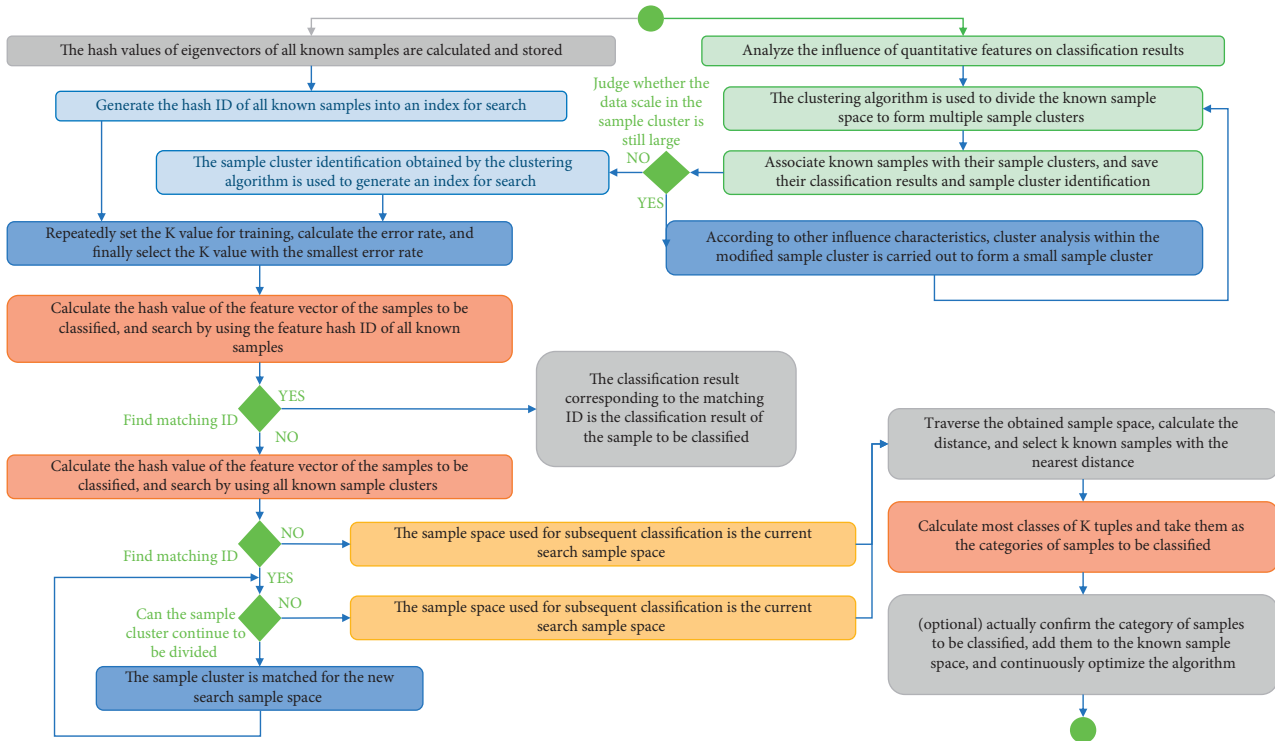 The hash values of eigenvectors of all known samples are calculated and stored
Analyze the influence of quantitative features on classification results
Generate the hash ID of all known samples into an index for search
Judge whether the
data scale in the
sample cluster is
still large
The clustering algorithm is used to divide the known sample
space to form multiple sample clusters
The sample cluster identification obtained by the clustering
algorithm is used to generate an index for search
NO
YES
Associate known samples with their sample clusters, and save
their classification results and sample cluster identification
Repeatedly set the K value for training, calculate the error rate, and
finally select the K value with the smallest error rate
According to other influence characteristics, cluster analysis within the
modified sample cluster is carried out to form a small sample cluster
Calculate the hash value of the feature vector of the samples to be
classified, and search by using the feature hash ID of all known
samples
Find matching ID
YES
NO
The classification result
corresponding to the matching
ID is the classification result of
the sample to be classified
Calculate the hash value of the feature vector of the samples to be
classified, and search by using all known sample clusters
Find matching ID
NO
YES
The sample space used for subsequent classification is the current
search sample space
Can the sample
cluster continue to
be divided
NO
The sample space used for subsequent classification is the current
search sample space
The sample cluster is matched for the new
search sample space
Traverse the obtained sample space, calculate the
distance, and select k known samples with the
nearest distance
Calculate most classes of K tuples and take them as
the categories of samples to be classified
(optional) actually confirm the category of samples
to be classified, add them to the known sample
space, and continuously optimize the algorithm